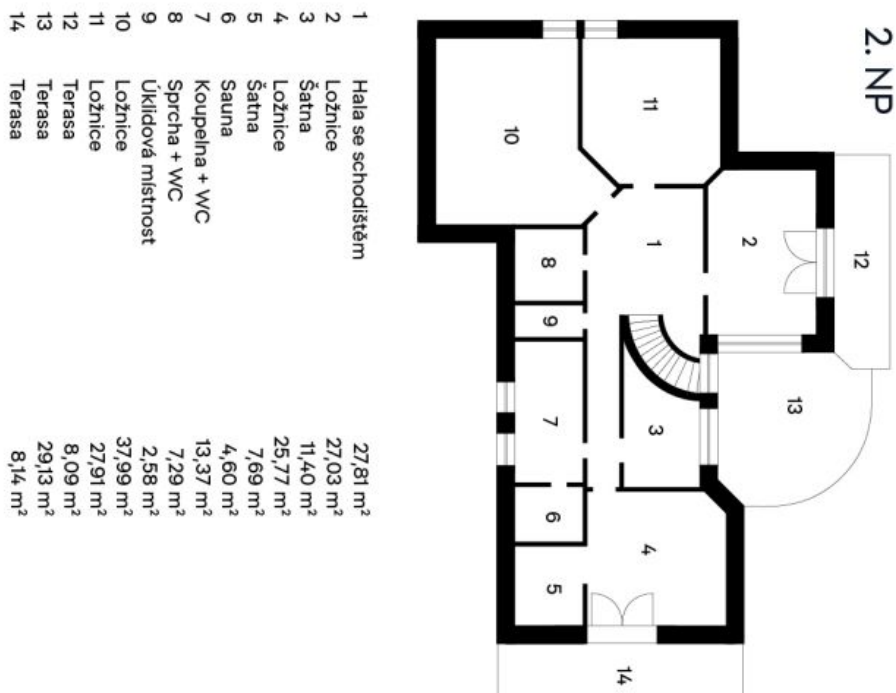 2. NP
1 Hala se schodištěm 27,81 m²
2 Ložnice 27,03 m²
3 Šatna 11,40 m²
4 Ložnice 25,77 m²
5 Šatna 7,69 m²
6 Sauna 4,60 m²
7 Koupelna + WC 13,37 m²
8 Sprcha + WC 7,29 m²
9 Úklidová místnost 2,58 m²
10 Ložnice 37,99 m²
11 Ložnice 27,91 m²
12 Terasa 8,09 m²
13 Terasa 29,13 m²
14 Terasa 8,14 m²
12
2
13
11
1
3
4
14
10
8
9
7
6
5